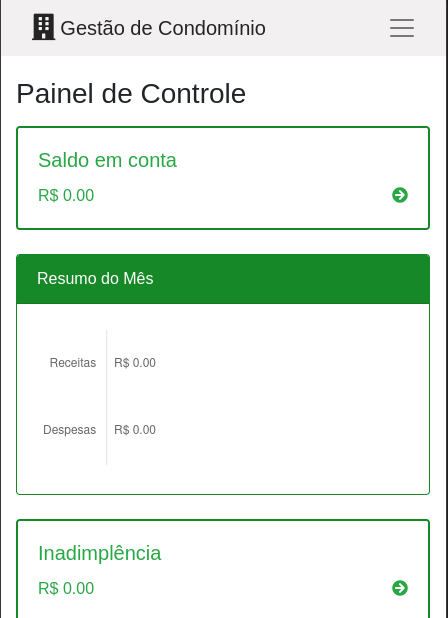 Gestão de Condomínio
Painel de Controle
Saldo em conta
R$ 0.00
Resumo do Mês
Receitas R$ 0.00
Despesas R$ 0.00
Inadimplência
R$ 0.00